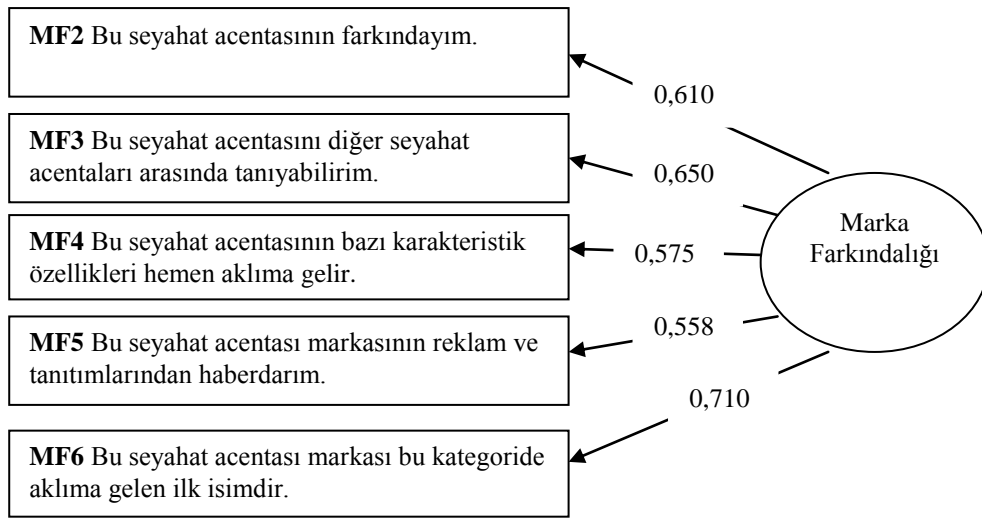 MF2 Bu seyahat acentasının farkındayım.
0,610
MF3 Bu seyahat acentasını diğer seyahat
acentaları arasında tanıyabilirim.
0,650
Marka
Farkındalığı
MF4 Bu seyahat acentasının bazı karakteristik
özellikleri hemen aklıma gelir.
0,575
MF5 Bu seyahat acentası markasının reklam ve
tanıtımlarından haberdarım.
0,558
0,710
MF6 Bu seyahat acentası markası bu kategoride
aklıma gelen ilk isimdir.